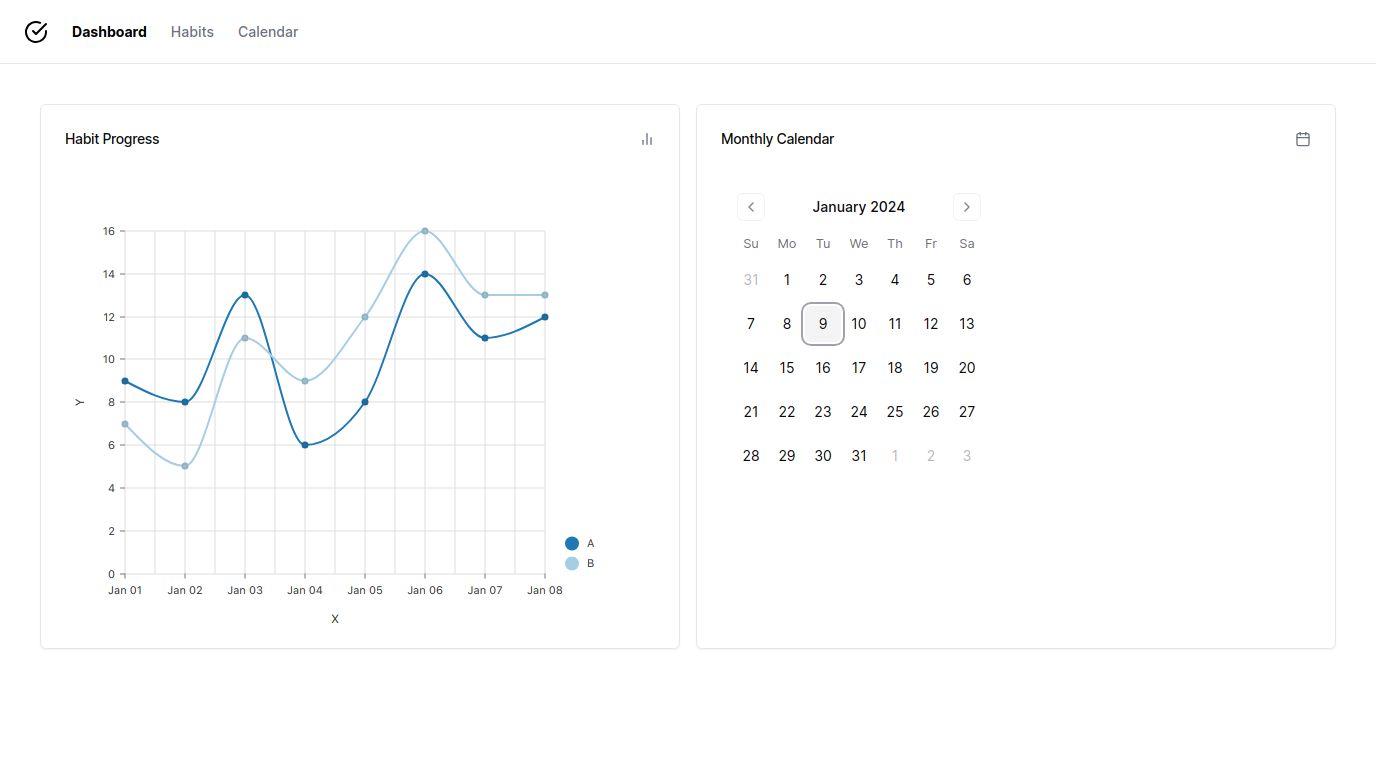 Dashboard Habits Calendar
Habit Progress
16
14
12
10
8
6
4
2
0
Y
Jan 01 Jan 02 Jan 03 Jan 04 Jan 05 Jan 06 Jan 07 Jan 08
X
A
B
Monthly Calendar
January 2024
Su Mo Tu We Th Fr Sa
31 1 2 3 4 5 6
7 8 9 10 11 12 13
14 15 16 17 18 19 20
21 22 23 24 25 26 27
28 29 30 31 1 2 3